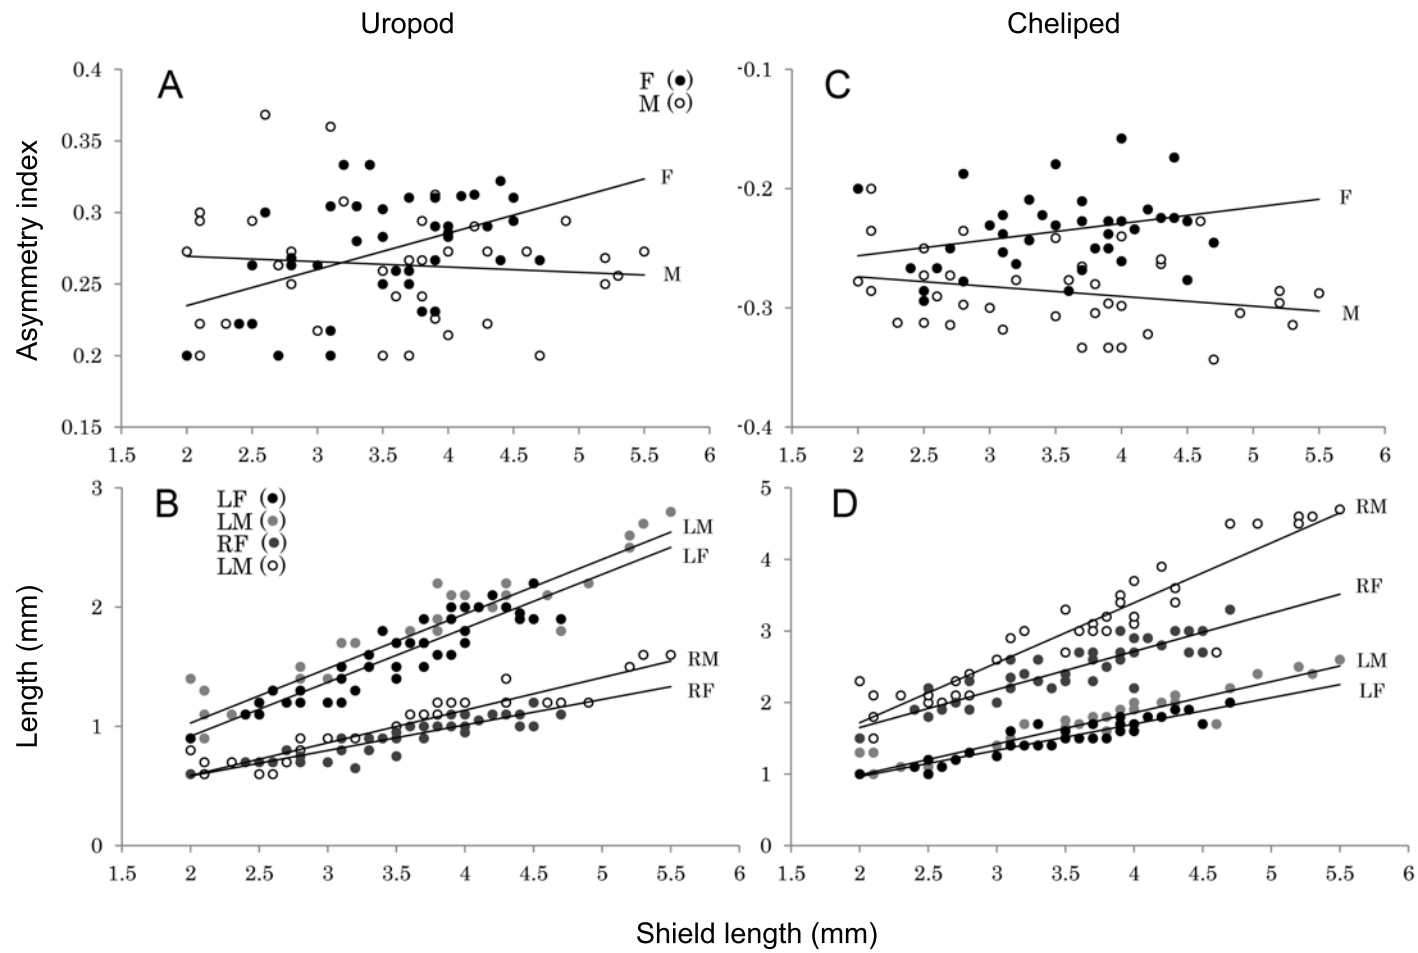 Uropod
Cheliped
Asymmetry index
A
F (●)
M (○)
0.4
0.35
0.3
0.25
0.2
0.15
F
M
1.5 2 2.5 3 3.5 4 4.5 5 5.5 6
C
-0.1
-0.2
-0.3
-0.4
F
M
1.5 2 2.5 3 3.5 4 4.5 5 5.5 6
Length (mm)
B
LF (●)
LM (●)
RF (●)
LM (○)
3
2
1
0
LM
LF
RM
RF
1.5 2 2.5 3 3.5 4 4.5 5 5.5 6
D
5
4
3
2
1
0
RM
RF
LM
LF
1.5 2 2.5 3 3.5 4 4.5 5 5.5 6
Shield length (mm)